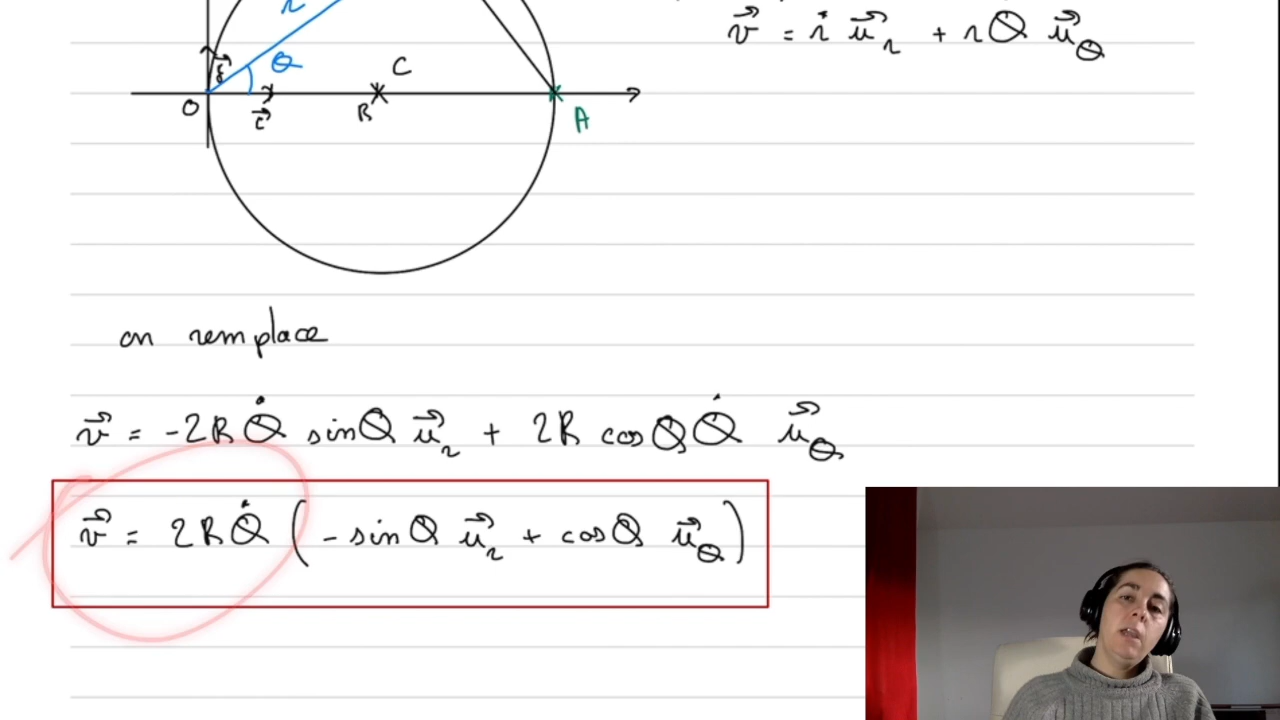 r
v⃗ = ṙ u⃗r + rθ̇ u⃗θ
C
θ
j⃗
O
i⃗
R
A
on remplace
v⃗ = -2Rθ̇ sinθ u⃗r + 2R cosθ θ̇ u⃗θ
v⃗ = 2Rθ̇ ( - sinθ u⃗r + cosθ u⃗θ )